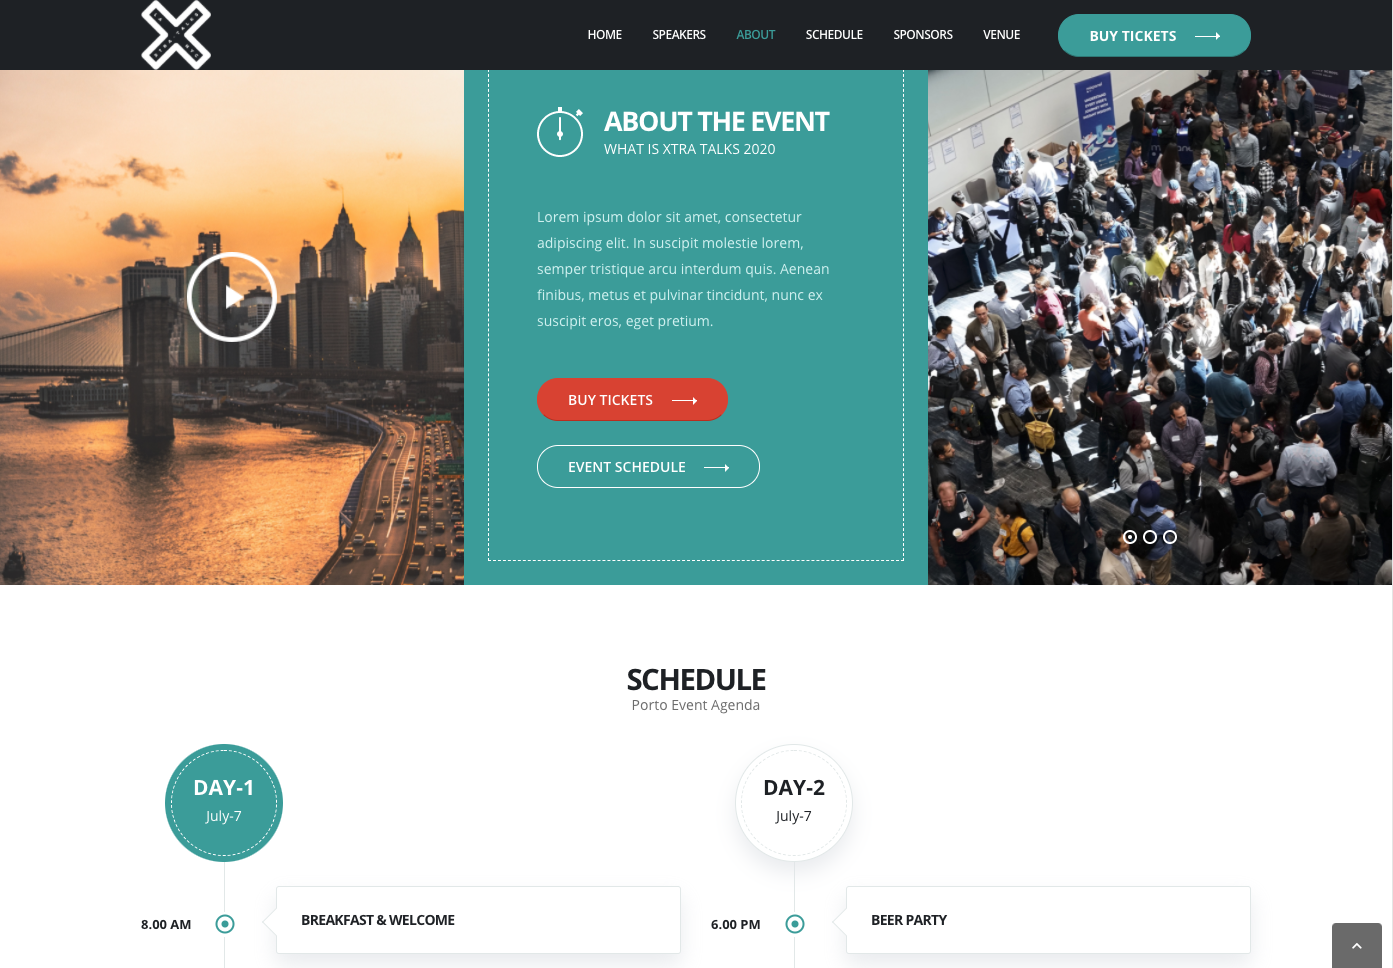 HOME SPEAKERS ABOUT SCHEDULE SPONSORS VENUE BUY TICKETS
ABOUT THE EVENT
WHAT IS XTRA TALKS 2020
Lorem ipsum dolor sit amet, consectetur
adipiscing elit. In suscipit molestie lorem,
semper tristique arcu interdum quis. Aenean
finibus, metus et pulvinar tincidunt, nunc ex
suscipit eros, eget pretium.
BUY TICKETS
EVENT SCHEDULE
SCHEDULE
Porto Event Agenda
DAY-1
July-7
8.00 AM
BREAKFAST & WELCOME
DAY-2
July-7
6.00 PM
BEER PARTY